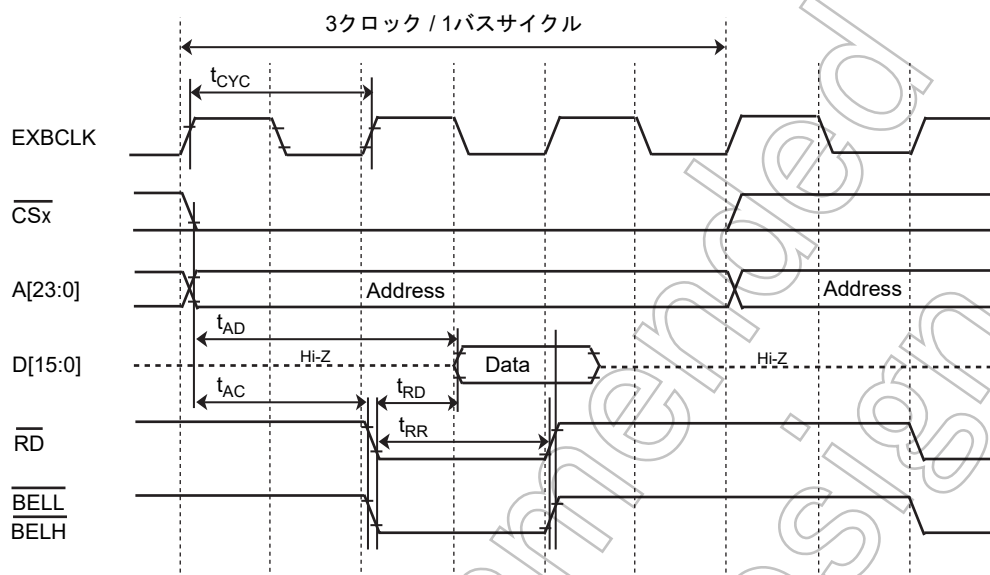 3クロック / 1バスサイクル
tCYC
EXBCLK
CSx
A[23:0]
Address
Address
tAD
D[15:0]
Hi-Z
Data
Hi-Z
tAC
tRD
RD
tRR
BELL
BELH